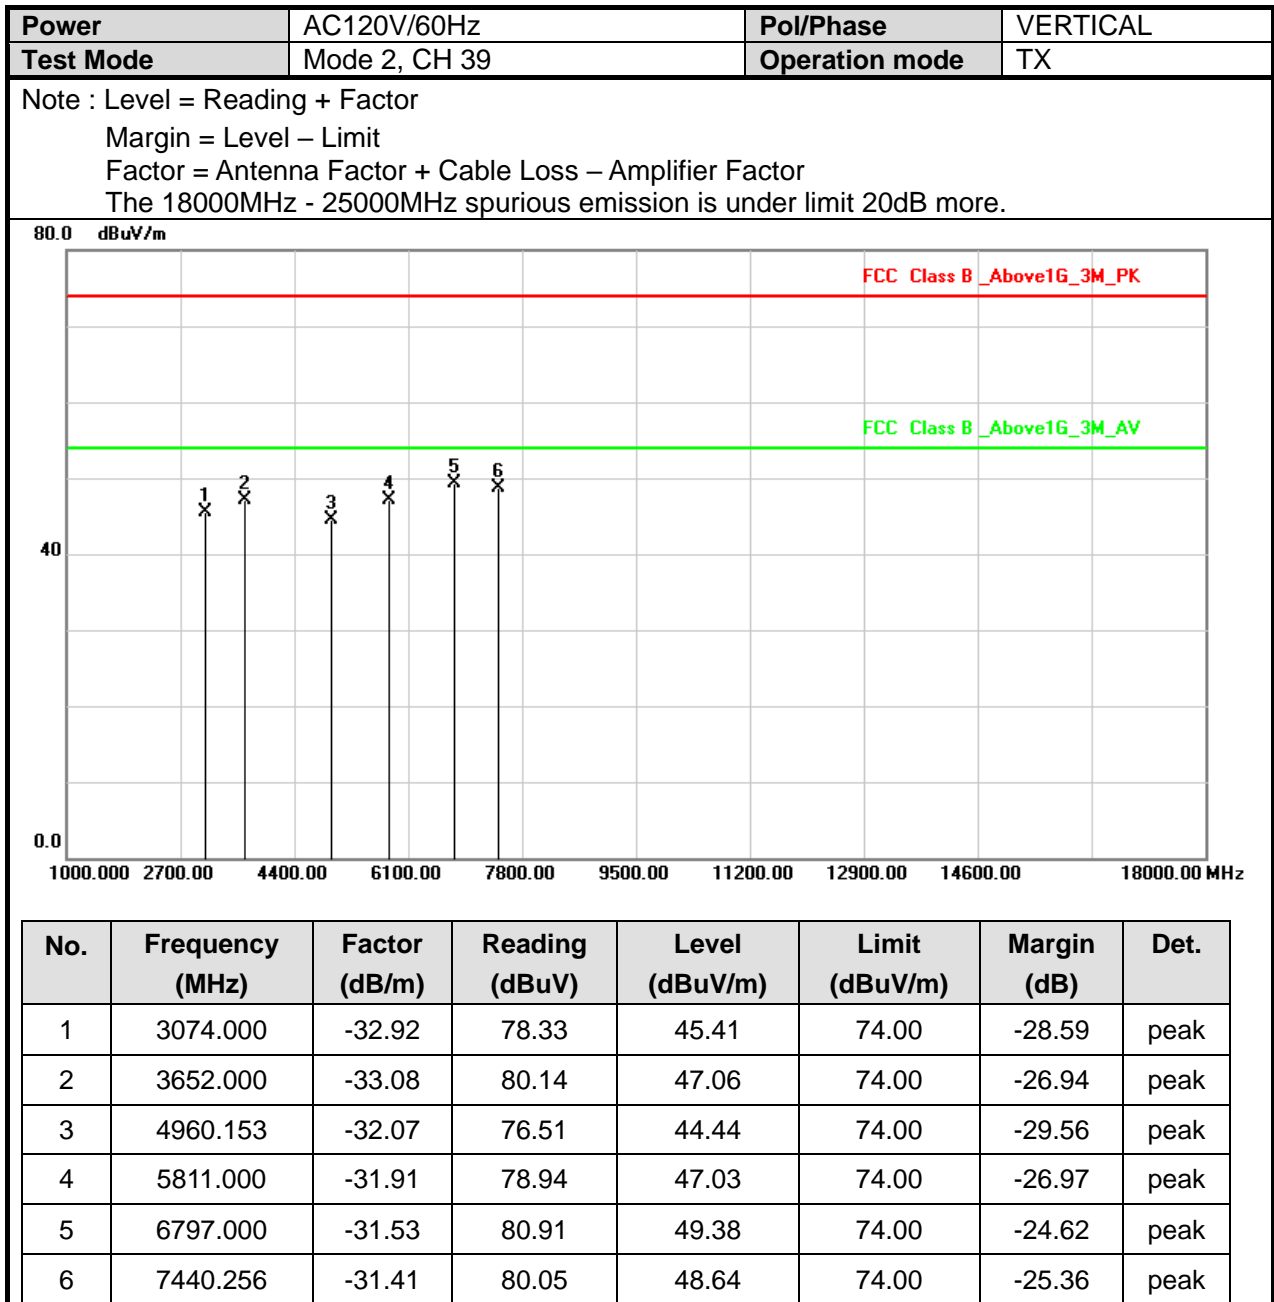 Power AC120V/60Hz Pol/Phase VERTICAL
Test Mode Mode 2, CH 39 Operation mode TX
Note : Level = Reading + Factor
Margin = Level – Limit
Factor = Antenna Factor + Cable Loss – Amplifier Factor
The 18000MHz - 25000MHz spurious emission is under limit 20dB more.
80.0 dBuV/m
FCC Class B _Above1G_3M_PK
FCC Class B _Above1G_3M_AV
1 2 3 4 5 6
40
0.0
1000.000 2700.00 4400.00 6100.00 7800.00 9500.00 11200.00 12900.00 14600.00 18000.00 MHz
No. Frequency Factor Reading Level Limit Margin Det.
(MHz) (dB/m) (dBuV) (dBuV/m) (dBuV/m) (dB)
1 3074.000 -32.92 78.33 45.41 74.00 -28.59 peak
2 3652.000 -33.08 80.14 47.06 74.00 -26.94 peak
3 4960.153 -32.07 76.51 44.44 74.00 -29.56 peak
4 5811.000 -31.91 78.94 47.03 74.00 -26.97 peak
5 6797.000 -31.53 80.91 49.38 74.00 -24.62 peak
6 7440.256 -31.41 80.05 48.64 74.00 -25.36 peak